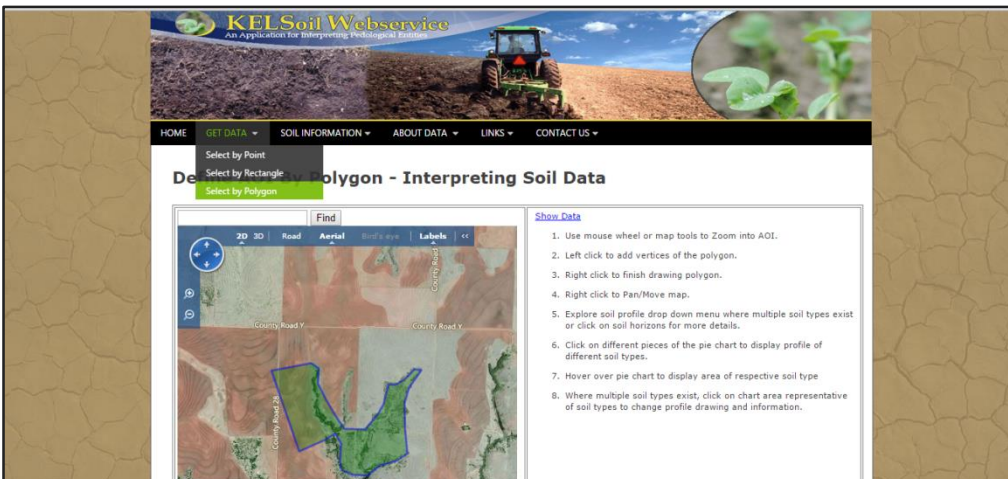 KELSoil Webservice
An Application for Interpreting Pedological Entities
HOME GET DATA SOIL INFORMATION ABOUT DATA LINKS CONTACT US
Select by Point
Select by Rectangle
Select by Polygon
De By Polygon - Interpreting Soil Data
Find
2D 3D Road Aerial Bird's eye Labels <<
County Road
County Road Y County Road Y
County Road 28
Show Data
1. Use mouse wheel or map tools to Zoom into AOI.
2. Left click to add vertices of the polygon.
3. Right click to finish drawing polygon.
4. Right click to Pan/Move map.
5. Explore soil profile drop down menu where multiple soil types exist
or click on soil horizons for more details.
6. Click on different pieces of the pie chart to display profile of
different soil types.
7. Hover over pie chart to display area of respective soil type
8. Where multiple soil types exist, click on chart area representative
of soil types to change profile drawing and information.